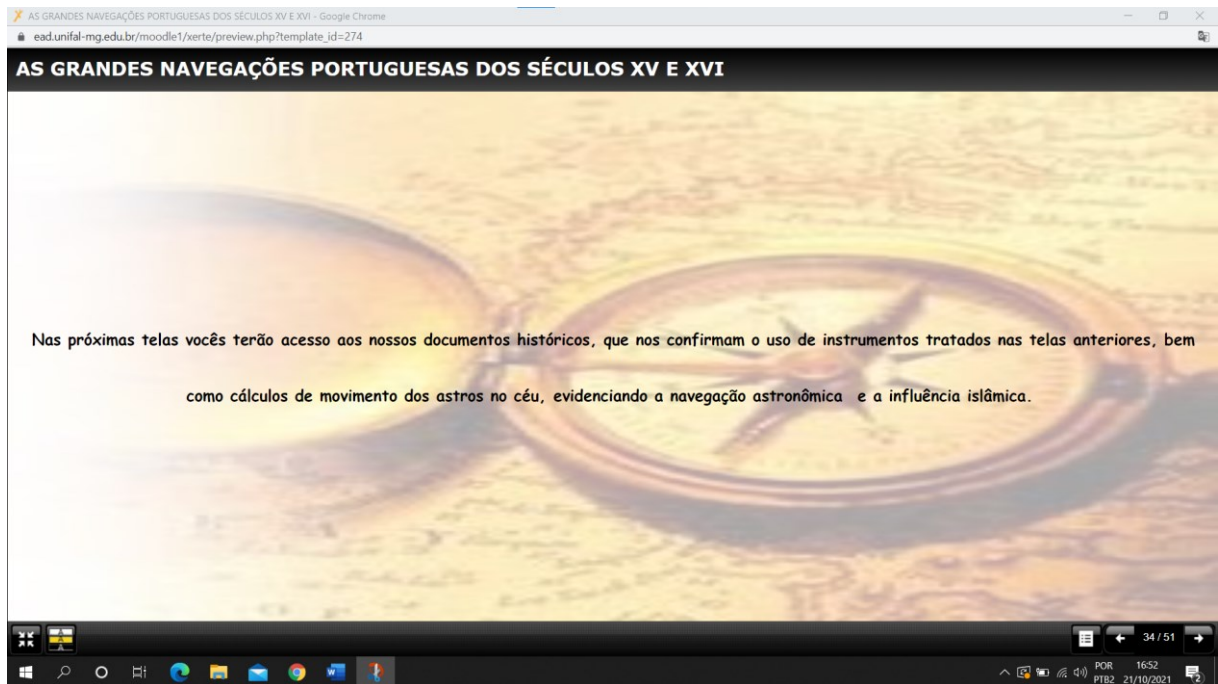 AS GRANDES NAVEGAÇÕES PORTUGUESAS DOS SÉCULOS XV E XVI - Google Chrome
ead.unifal-mg.edu.br/moodle1/xerte/preview.php?template_id=274
AS GRANDES NAVEGAÇÕES PORTUGUESAS DOS SÉCULOS XV E XVI
Nas próximas telas vocês terão acesso aos nossos documentos históricos, que nos confirmam o uso de instrumentos tratados nas telas anteriores, bem
como cálculos de movimento dos astros no céu, evidenciando a navegação astronômica e a influência islâmica.
34 / 51
POR 16:52
PTB2 21/10/2021